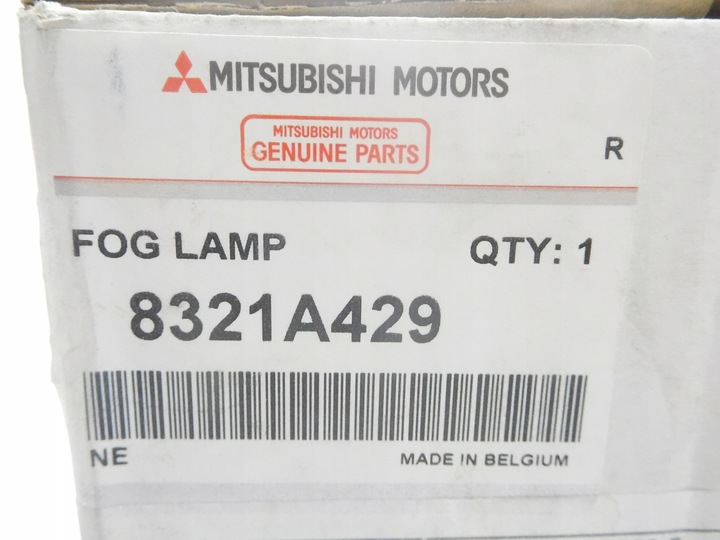 MITSUBISHI MOTORS
MITSUBISHI MOTORS
GENUINE PARTS
R
FOG LAMP QTY: 1
8321A429
NE MADE IN BELGIUM